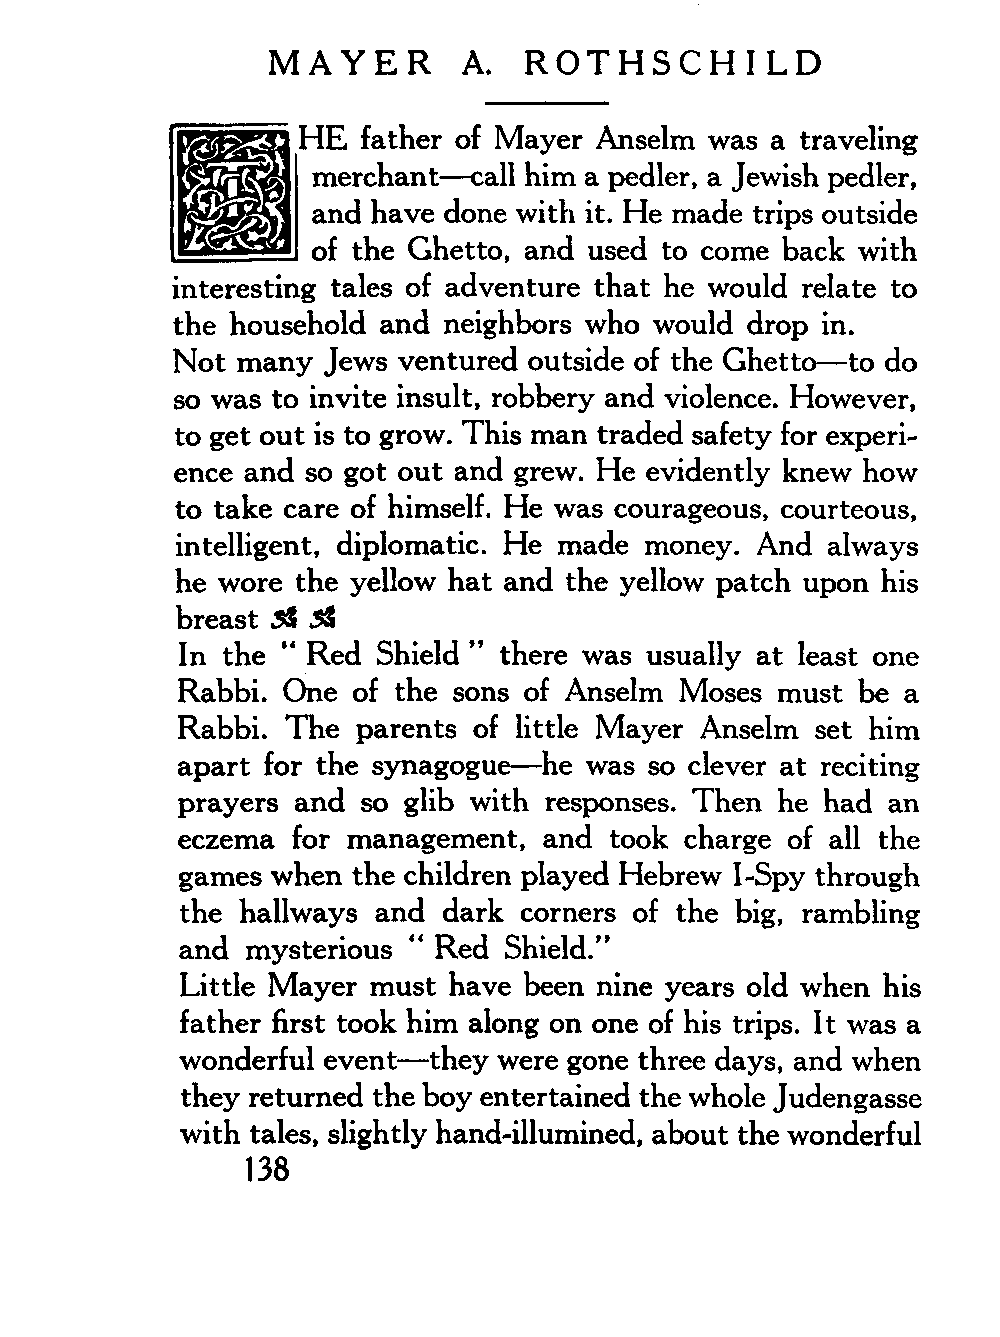 MAYER A. ROTHSCHILD
THE father of Mayer Anselm was a traveling
merchant—call him a pedler, a Jewish pedler,
and have done with it. He made trips outside
of the Ghetto, and used to come back with
interesting tales of adventure that he would relate to
the household and neighbors who would drop in.
Not many Jews ventured outside of the Ghetto—to do
so was to invite insult, robbery and violence. However,
to get out is to grow. This man traded safety for experi-
ence and so got out and grew. He evidently knew how
to take care of himself. He was courageous, courteous,
intelligent, diplomatic. He made money. And always
he wore the yellow hat and the yellow patch upon his
breast
In the “ Red Shield ” there was usually at least one
Rabbi. One of the sons of Anselm Moses must be a
Rabbi. The parents of little Mayer Anselm set him
apart for the synagogue—he was so clever at reciting
prayers and so glib with responses. Then he had an
eczema for management, and took charge of all the
games when the children played Hebrew I-Spy through
the hallways and dark corners of the big, rambling
and mysterious “ Red Shield.”
Little Mayer must have been nine years old when his
father first took him along on one of his trips. It was a
wonderful event—they were gone three days, and when
they returned the boy entertained the whole Judengasse
with tales, slightly hand-illumined, about the wonderful
138